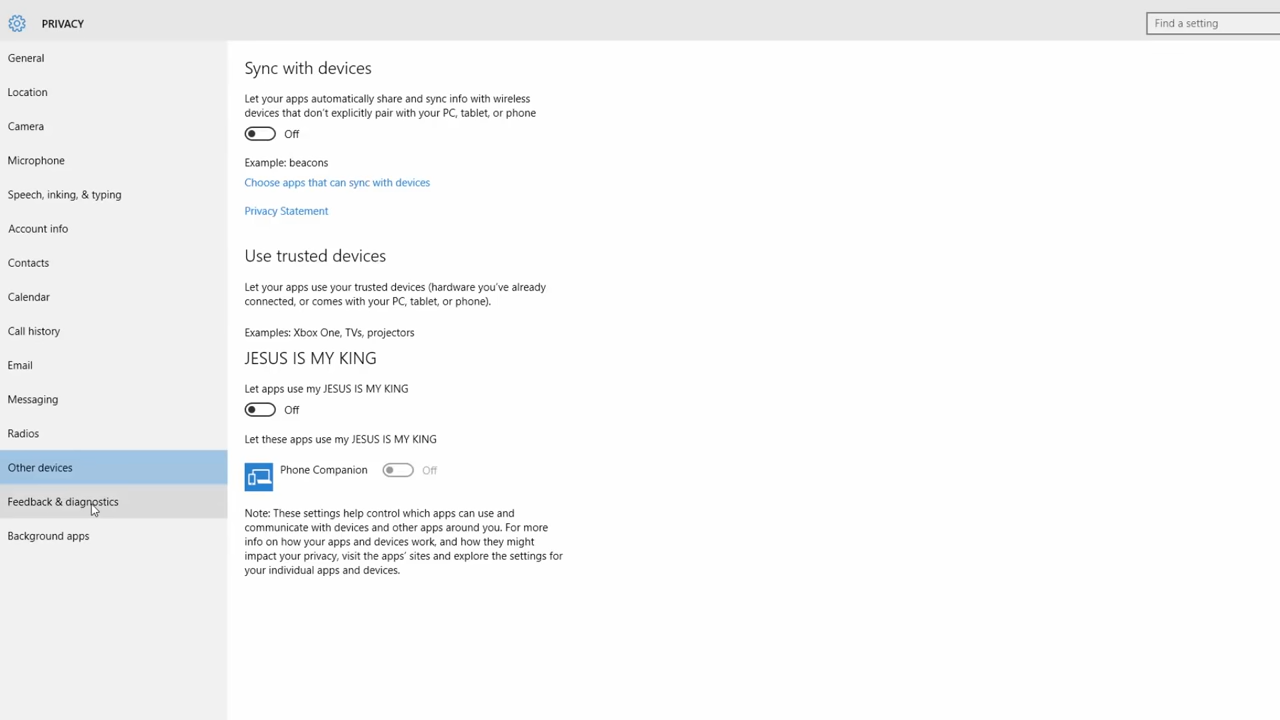 PRIVACY
Find a setting
General
Location
Camera
Microphone
Speech, inking, & typing
Account info
Contacts
Calendar
Call history
Email
Messaging
Radios
Other devices
Feedback & diagnostics
Background apps
Sync with devices
Let your apps automatically share and sync info with wireless
devices that don't explicitly pair with your PC, tablet, or phone
Off
Example: beacons
Choose apps that can sync with devices
Privacy Statement
Use trusted devices
Let your apps use your trusted devices (hardware you've already
connected, or comes with your PC, tablet, or phone).
Examples: Xbox One, TVs, projectors
JESUS IS MY KING
Let apps use my JESUS IS MY KING
Off
Let these apps use my JESUS IS MY KING
Phone Companion Off
Note: These settings help control which apps can use and
communicate with devices and other apps around you. For more
info on how your apps and devices work, and how they might
impact your privacy, visit the apps' sites and explore the settings for
your individual apps and devices.